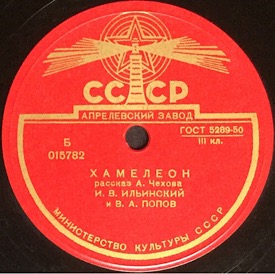 СССР
АПРЕЛЕВСКИЙ ЗАВОД
ГОСТ 5289-50
III кл.
Б
015782
ХАМЕЛЕОН
рассказ А. Чехова
И. В. ИЛЬИНСКИЙ
и В. А. ПОПОВ
МИНИСТЕРСТВО КУЛЬТУРЫ СССР